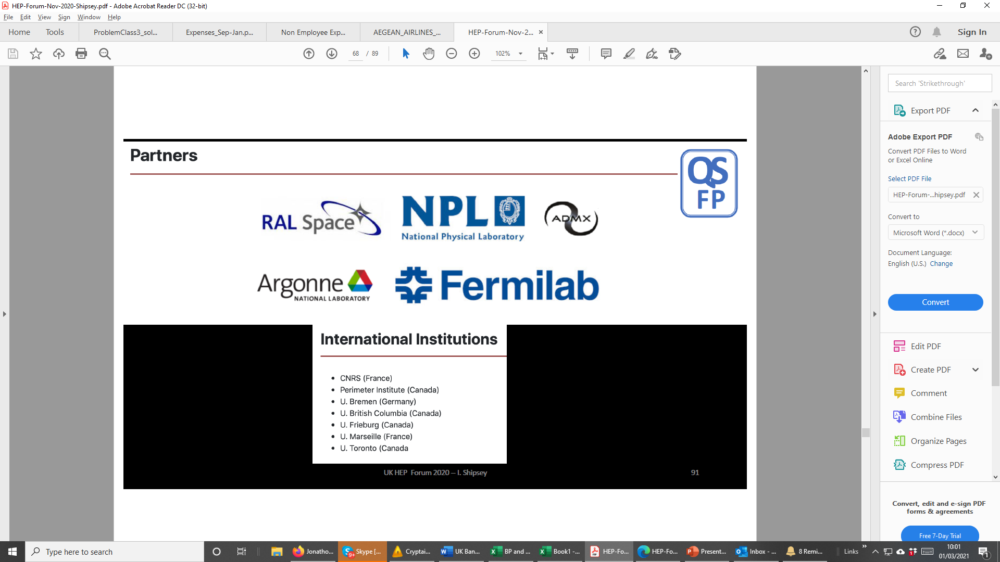 HEP-Forum-Nov-2020-Shipsey.pdf - Adobe Acrobat Reader DC (32-bit)
File Edit View Sign Window Help
Home Tools ProblemClass3_sol... Expenses_Sep-Jan.p... Non Employee Exp... AEGEAN_AIRLINES_... HEP-Forum-Nov-2... Sign In
68 / 89 102%
Search 'Strikethrough'
Export PDF
Adobe Export PDF
Convert PDF Files to Word
or Excel Online
Select PDF File
HEP-Forum-...hipsey.pdf
Convert to
Microsoft Word (*.docx)
Document Language:
English (U.S.) Change
Convert
Edit PDF
Create PDF
Comment
Combine Files
Organize Pages
Compress PDF
Convert, edit and e-sign PDF
forms & agreements
Free 7-Day Trial
Partners
QS
FP
RAL Space
NPL
National Physical Laboratory
ADMX
Argonne
NATIONAL LABORATORY
Fermilab
International Institutions
• CNRS (France)
• Perimeter Institute (Canada)
• U. Bremen (Germany)
• U. British Columbia (Canada)
• U. Frieburg (Canada)
• U. Marseille (France)
• U. Toronto (Canada
UK HEP Forum 2020 – I. Shipsey 91
Type here to search
Jonatho... Skype [... 9+ Cryptai... UK Ban... BP and ... Book1 -... HEP-Fo... HEP-Fo... Present... Inbox - ... 8 Remi... Links
10:01
01/03/2021
1